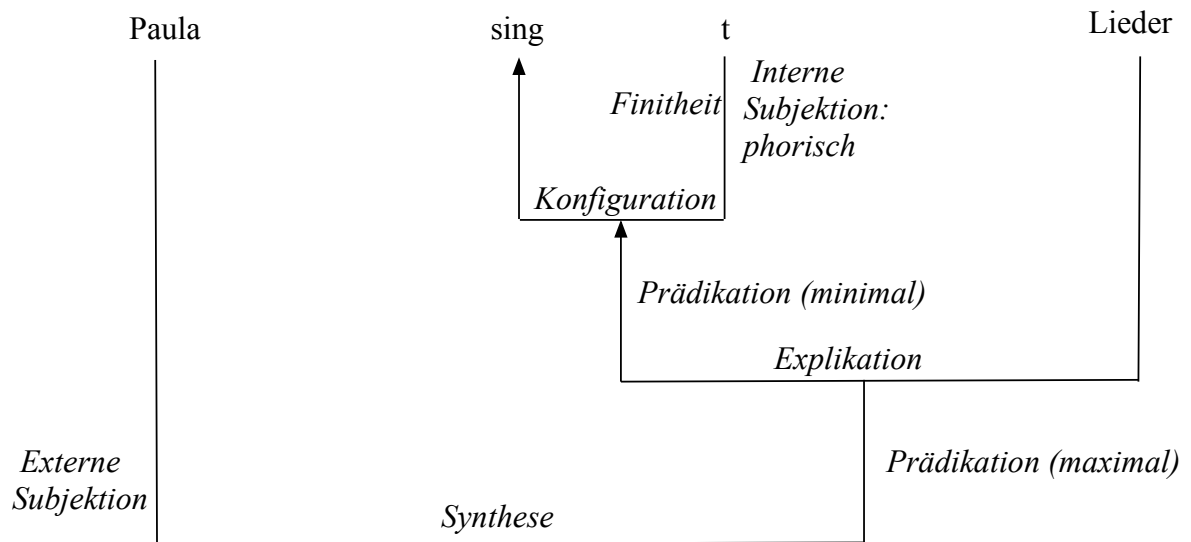 Paula sing t Lieder
Finitheit
Interne
Subjektion:
phorisch
Konfiguration
Prädikation (minimal)
Explikation
Externe
Subjektion
Prädikation (maximal)
Synthese